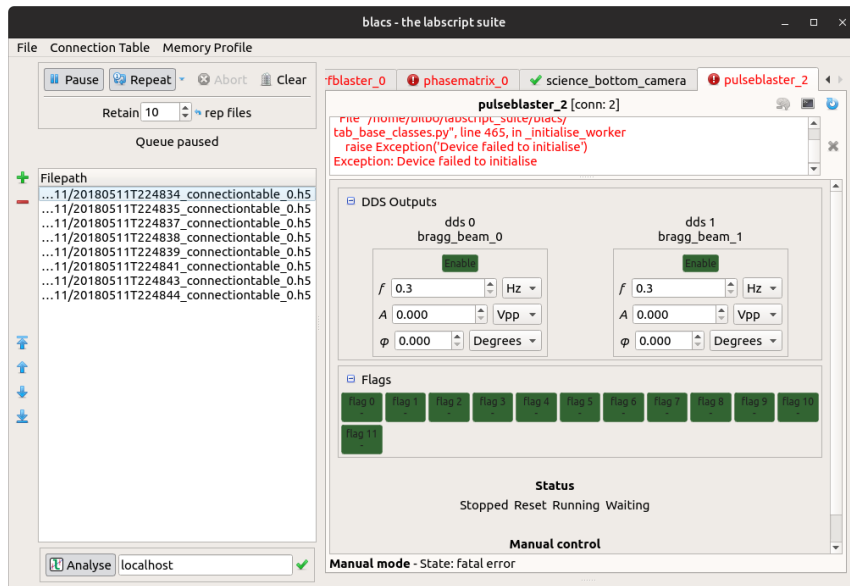 blacs - the labscript suite
File Connection Table Memory Profile
Pause Repeat Abort Clear
Retain 10 rep files
Queue paused
Filepath
...11/20180511T224834_connectiontable_0.h5
...11/20180511T224835_connectiontable_0.h5
...11/20180511T224837_connectiontable_0.h5
...11/20180511T224838_connectiontable_0.h5
...11/20180511T224839_connectiontable_0.h5
...11/20180511T224841_connectiontable_0.h5
...11/20180511T224843_connectiontable_0.h5
...11/20180511T224844_connectiontable_0.h5
Analyse localhost
rfblaster_0 phasematrix_0 science_bottom_camera pulseblaster_2
pulseblaster_2 [conn: 2]
File "/home/bilbo/labscript_suite/blacs/
tab_base_classes.py", line 465, in _initialise_worker
raise Exception('Device failed to initialise')
Exception: Device failed to initialise
DDS Outputs
dds 0 dds 1
bragg_beam_0 bragg_beam_1
Enable Enable
f 0.3 Hz f 0.3 Hz
A 0.000 Vpp A 0.000 Vpp
φ 0.000 Degrees φ 0.000 Degrees
Flags
flag 0 flag 1 flag 2 flag 3 flag 4 flag 5 flag 6 flag 7 flag 8 flag 9 flag 10
- - - - - - - - - - -
flag 11
-
Status
Stopped Reset Running Waiting
Manual control
Manual mode - State: fatal error